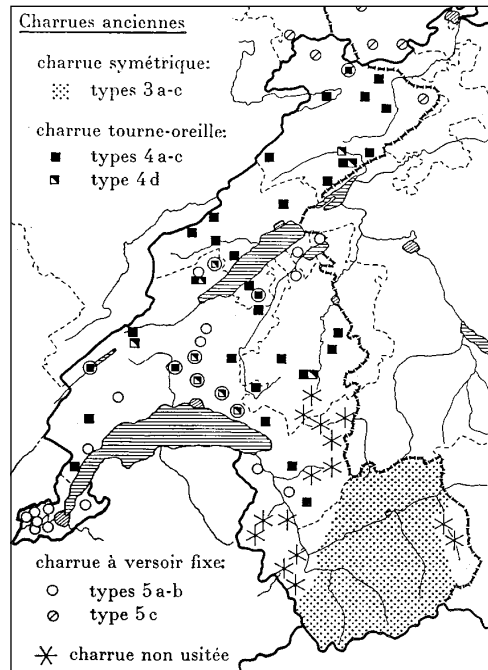 Charrues anciennes
charrue symétrique:
types 3 a-c
charrue tourne-oreille:
types 4 a-c
type 4 d
charrue à versoir fixe:
types 5 a-b
type 5 c
charrue non usitée